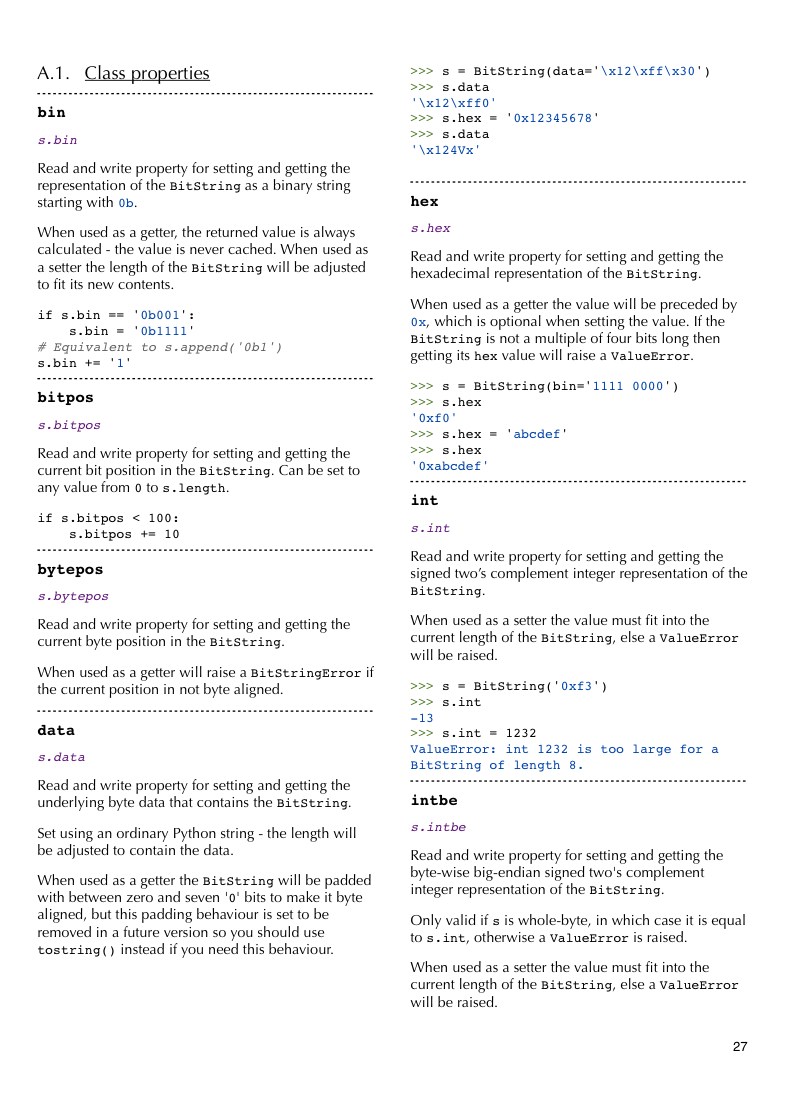 A.1. Class properties
bin
s.bin
Read and write property for setting and getting the
representation of the BitString as a binary string
starting with 0b.
When used as a getter, the returned value is always
calculated - the value is never cached. When used as
a setter the length of the BitString will be adjusted
to fit its new contents.
if s.bin == '0b001':
    s.bin = '0b1111'
# Equivalent to s.append('0b1')
s.bin += '1'
bitpos
s.bitpos
Read and write property for setting and getting the
current bit position in the BitString. Can be set to
any value from 0 to s.length.
if s.bitpos < 100:
    s.bitpos += 10
bytepos
s.bytepos
Read and write property for setting and getting the
current byte position in the BitString.
When used as a getter will raise a BitStringError if
the current position in not byte aligned.
data
s.data
Read and write property for setting and getting the
underlying byte data that contains the BitString.
Set using an ordinary Python string - the length will
be adjusted to contain the data.
When used as a getter the BitString will be padded
with between zero and seven '0' bits to make it byte
aligned, but this padding behaviour is set to be
removed in a future version so you should use
tostring() instead if you need this behaviour.
>>> s = BitString(data='\x12\xff\x30')
>>> s.data
'\x12\xff0'
>>> s.hex = '0x12345678'
>>> s.data
'\x124Vx'
hex
s.hex
Read and write property for setting and getting the
hexadecimal representation of the BitString.
When used as a getter the value will be preceded by
0x, which is optional when setting the value. If the
BitString is not a multiple of four bits long then
getting its hex value will raise a ValueError.
>>> s = BitString(bin='1111 0000')
>>> s.hex
'0xf0'
>>> s.hex = 'abcdef'
>>> s.hex
'0xabcdef'
int
s.int
Read and write property for setting and getting the
signed two’s complement integer representation of the
BitString.
When used as a setter the value must fit into the
current length of the BitString, else a ValueError
will be raised.
>>> s = BitString('0xf3')
>>> s.int
-13
>>> s.int = 1232
ValueError: int 1232 is too large for a
BitString of length 8.
intbe
s.intbe
Read and write property for setting and getting the
byte-wise big-endian signed two's complement
integer representation of the BitString.
Only valid if s is whole-byte, in which case it is equal
to s.int, otherwise a ValueError is raised.
When used as a setter the value must fit into the
current length of the BitString, else a ValueError
will be raised.
27